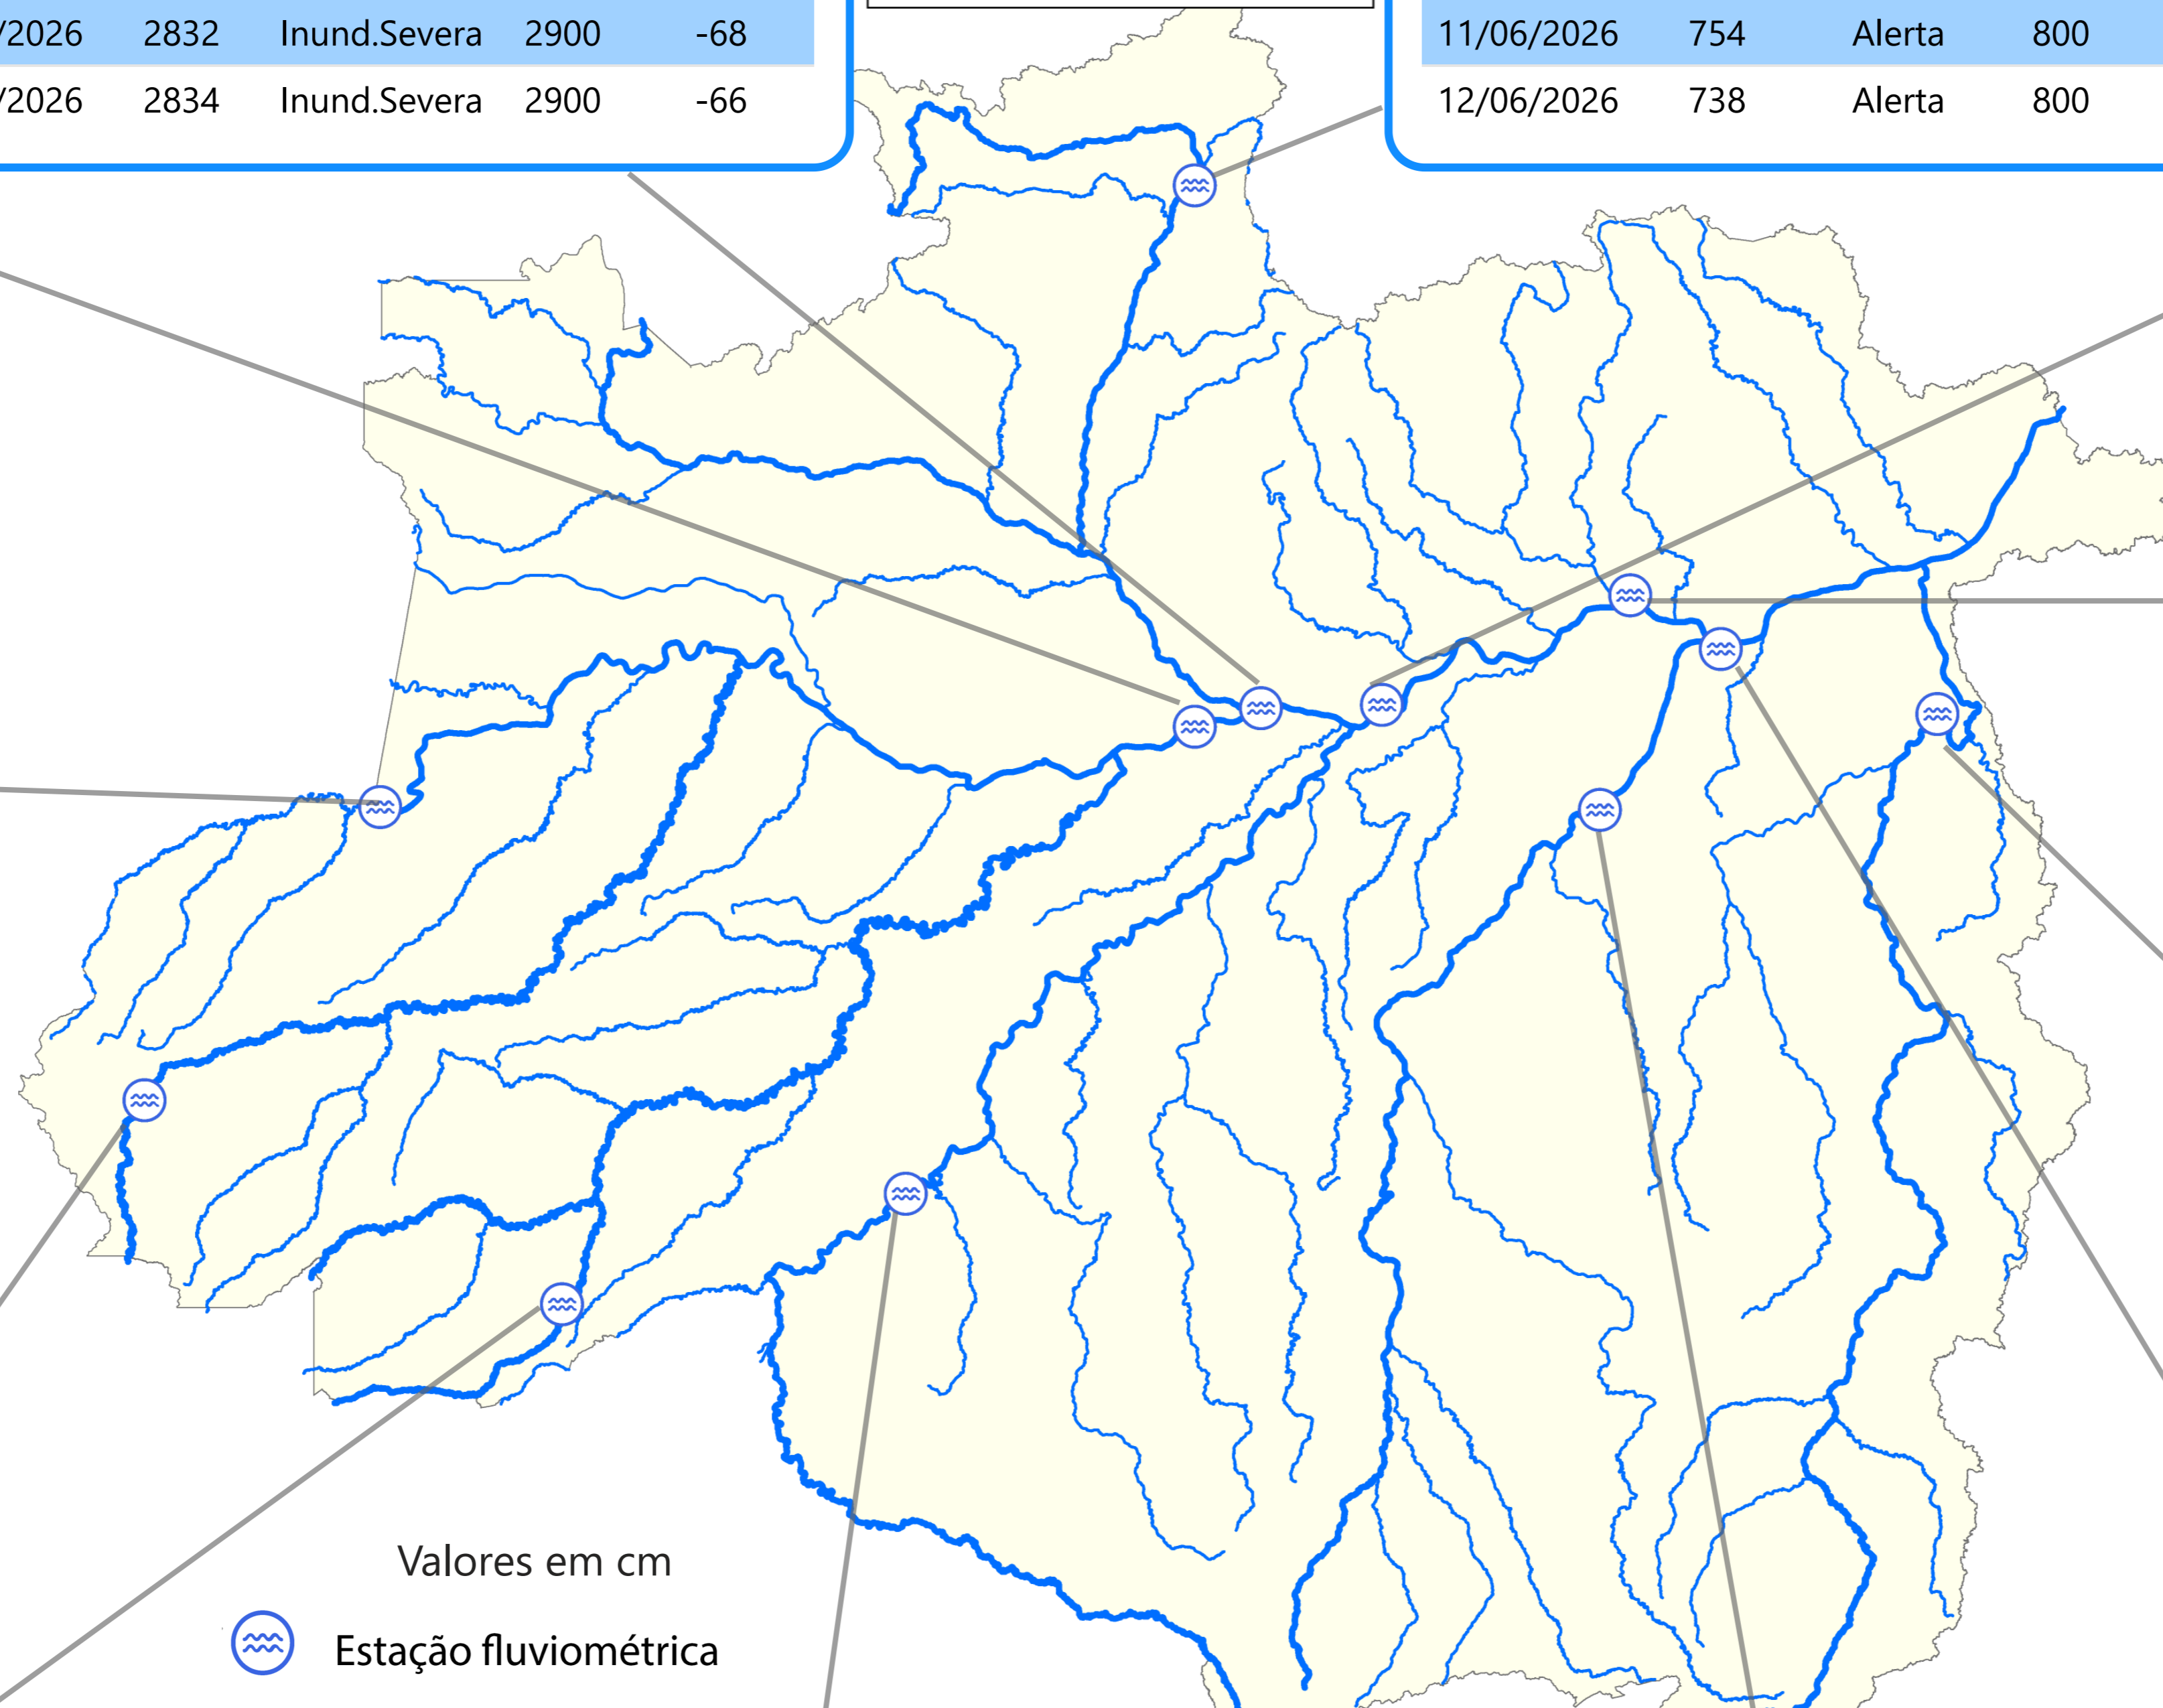 /2026 2832 Inund.Severa 2900 -68
/2026 2834 Inund.Severa 2900 -66
11/06/2026 754 Alerta 800
12/06/2026 738 Alerta 800
Valores em cm
Estação fluviométrica